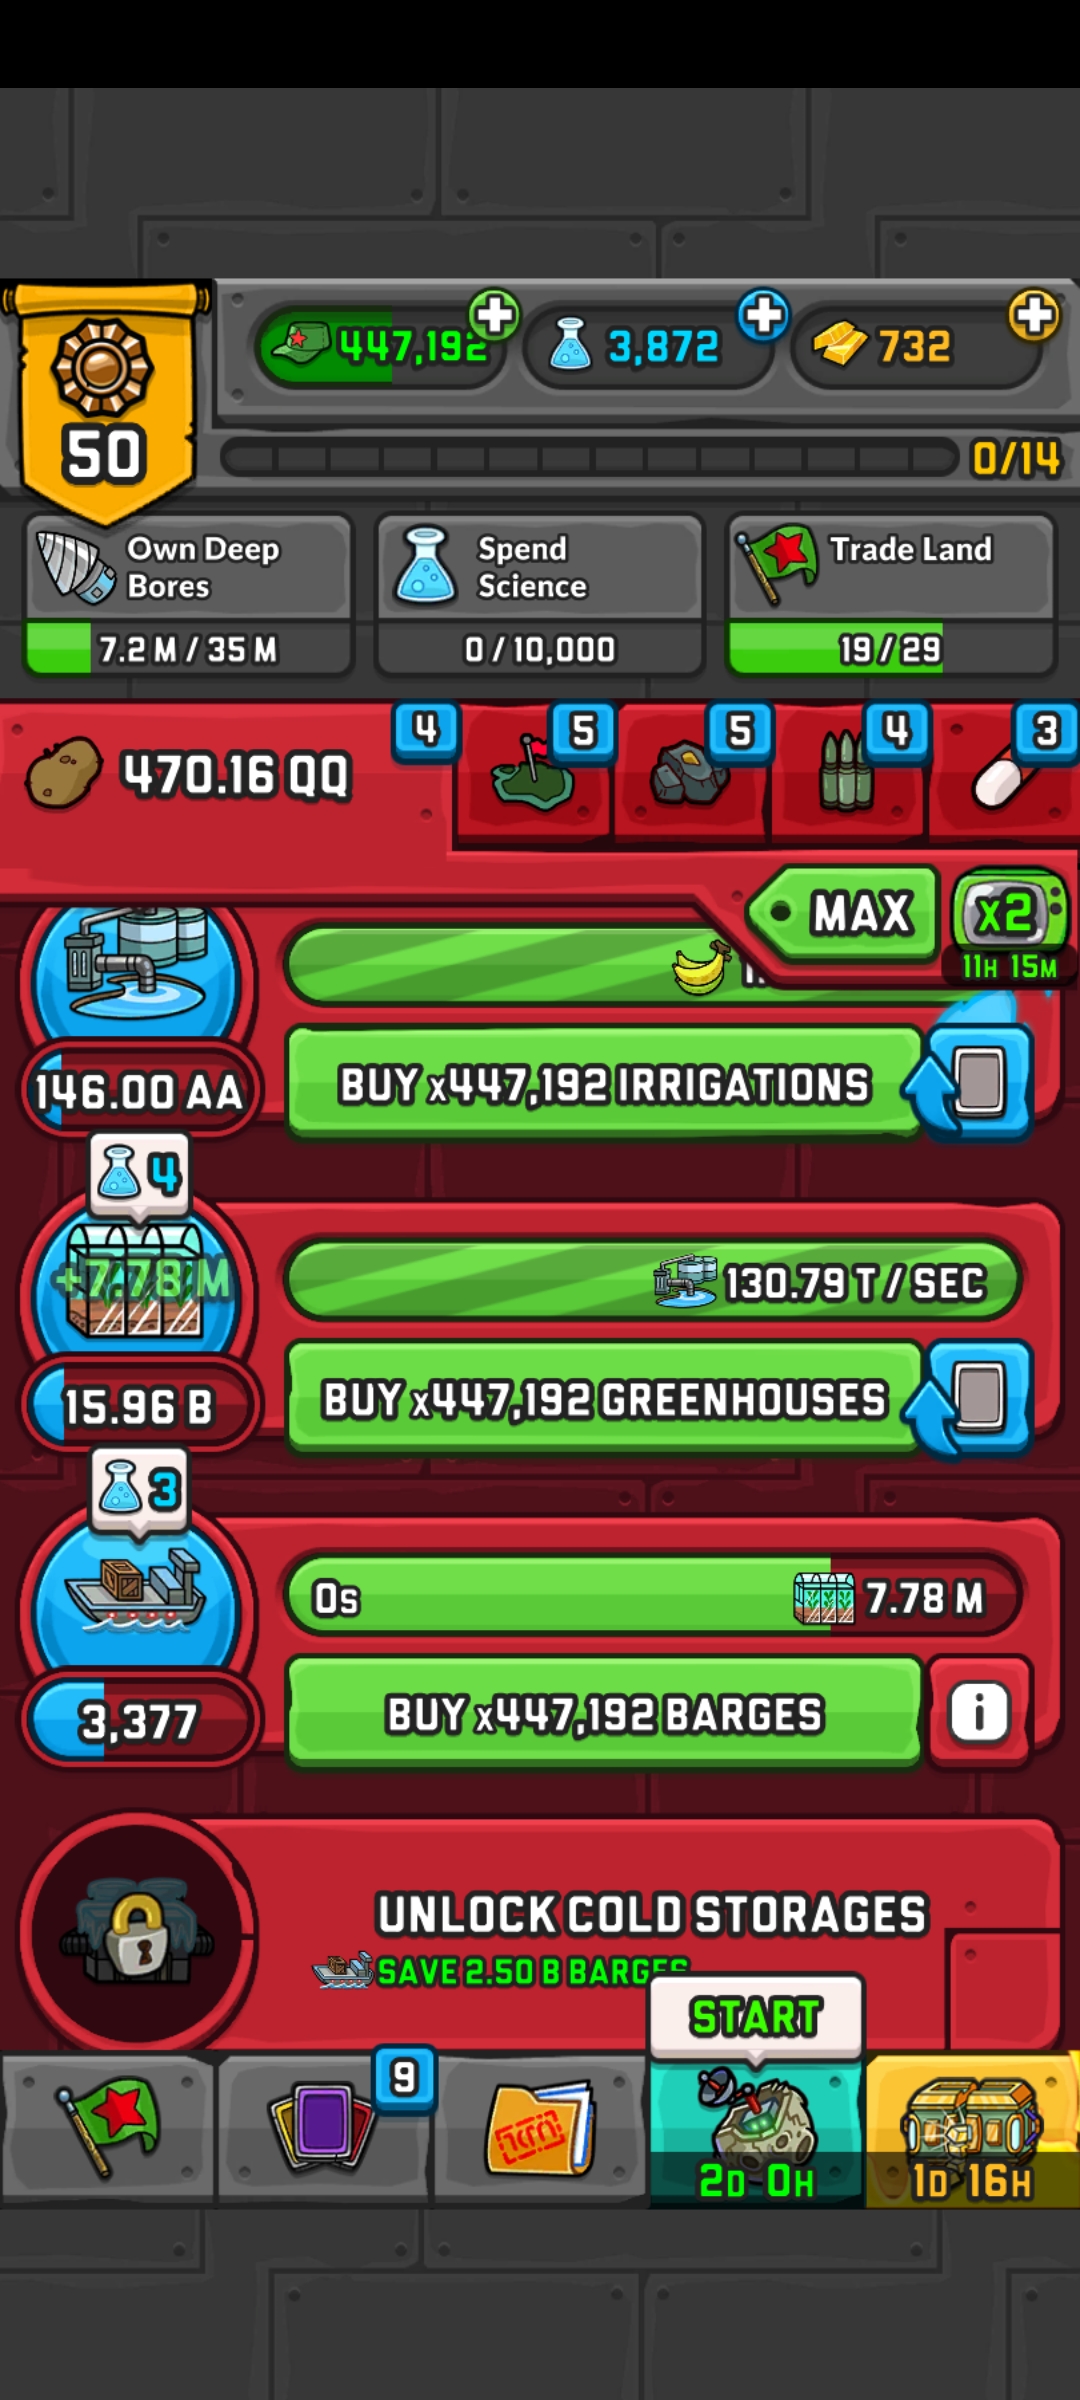 447,192
3,872
732
50
0/14
Own Deep
Bores
7.2 M / 35 M
Spend
Science
0 / 10,000
Trade Land
19 / 29
470.16 QQ
4
5
5
4
3
MAX
x2
11H 15M
146.00 AA
BUY x447,192 IRRIGATIONS
4
+7.78 M
130.79 T / SEC
15.96 B
BUY x447,192 GREENHOUSES
3
0s
7.78 M
3,377
BUY x447,192 BARGES
i
UNLOCK COLD STORAGES
SAVE 2.50 B BARGES
START
9
2D 0H
1D 16H